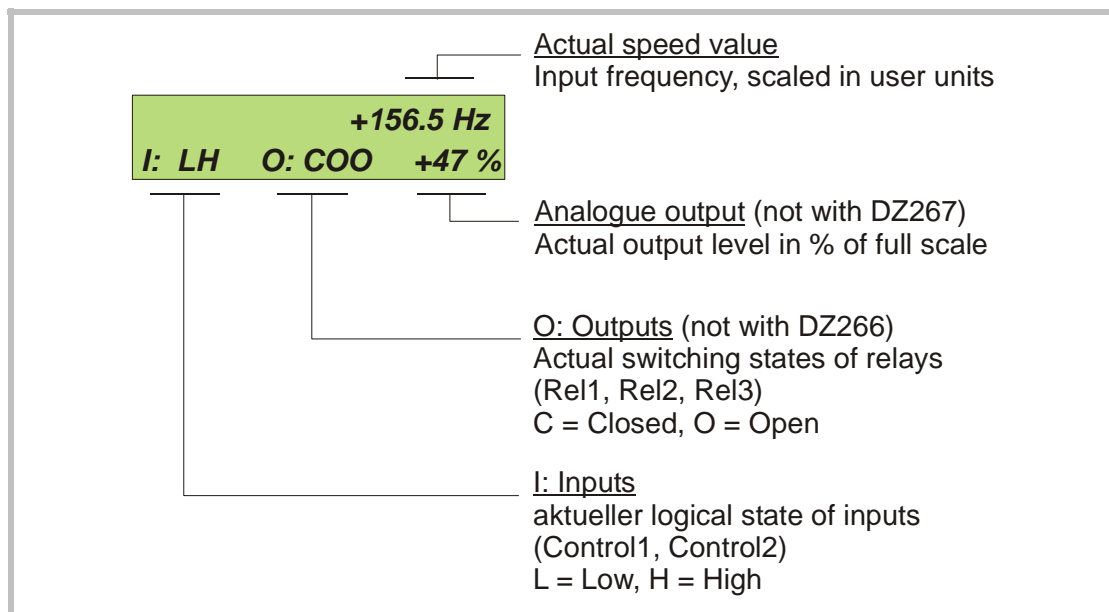 Actual speed value
Input frequency, scaled in user units
+156.5 Hz
I: LH O: COO +47 %
Analogue output (not with DZ267)
Actual output level in % of full scale
O: Outputs (not with DZ266)
Actual switching states of relays
(Rel1, Rel2, Rel3)
C = Closed, O = Open
I: Inputs
aktueller logical state of inputs
(Control1, Control2)
L = Low, H = High